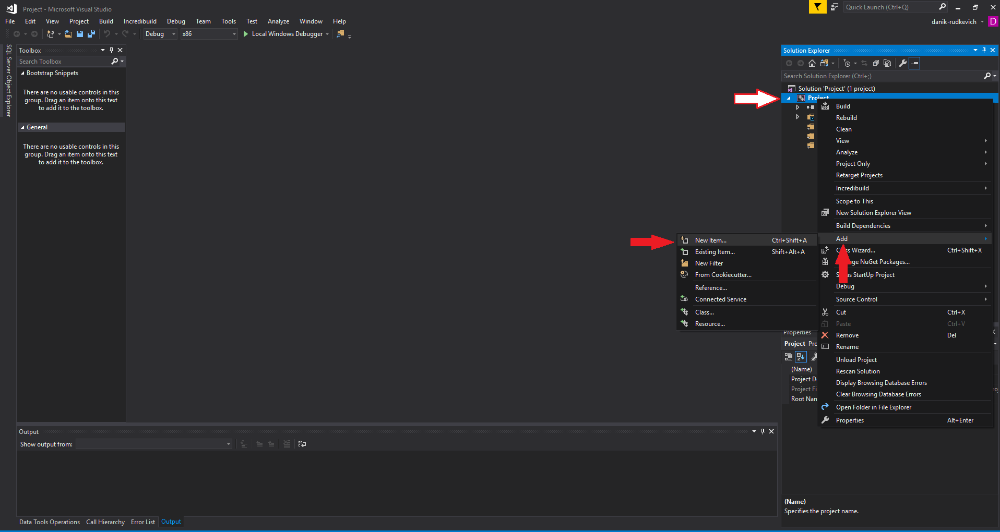 Project - Microsoft Visual Studio
Quick Launch (Ctrl+Q)
File Edit View Project Build Incredibuild Debug Team Tools Test Analyze Window Help
danik-rudkevich D
Debug x86 Local Windows Debugger
SQL Server Object Explorer
Toolbox
Search Toolbox
Bootstrap Snippets
There are no usable controls in this
group. Drag an item onto this text
to add it to the toolbox.
General
There are no usable controls in this
group. Drag an item onto this text
to add it to the toolbox.
Solution Explorer
Search Solution Explorer (Ctrl+;)
Solution 'Project' (1 project)
Project
Build
Rebuild
Clean
View
Analyze
Project Only
Retarget Projects
Incredibuild
Scope to This
New Solution Explorer View
Build Dependencies
Add
Wizard... Ctrl+Shift+X
NuGet Packages...
as StartUp Project
Debug
Source Control
Cut Ctrl+X
Paste Ctrl+V
Remove Del
Rename
Unload Project
Rescan Solution
Display Browsing Database Errors
Clear Browsing Database Errors
Open Folder in File Explorer
Properties Alt+Enter
New Item... Ctrl+Shift+A
Existing Item... Shift+Alt+A
New Filter
From Cookiecutter...
Reference...
Connected Service
Class...
Resource...
Properties
Project Pro
(Name)
Project D
Project Fi
Root Nan
(Name)
Specifies the project name.
Output
Show output from:
Data Tools Operations Call Hierarchy Error List Output